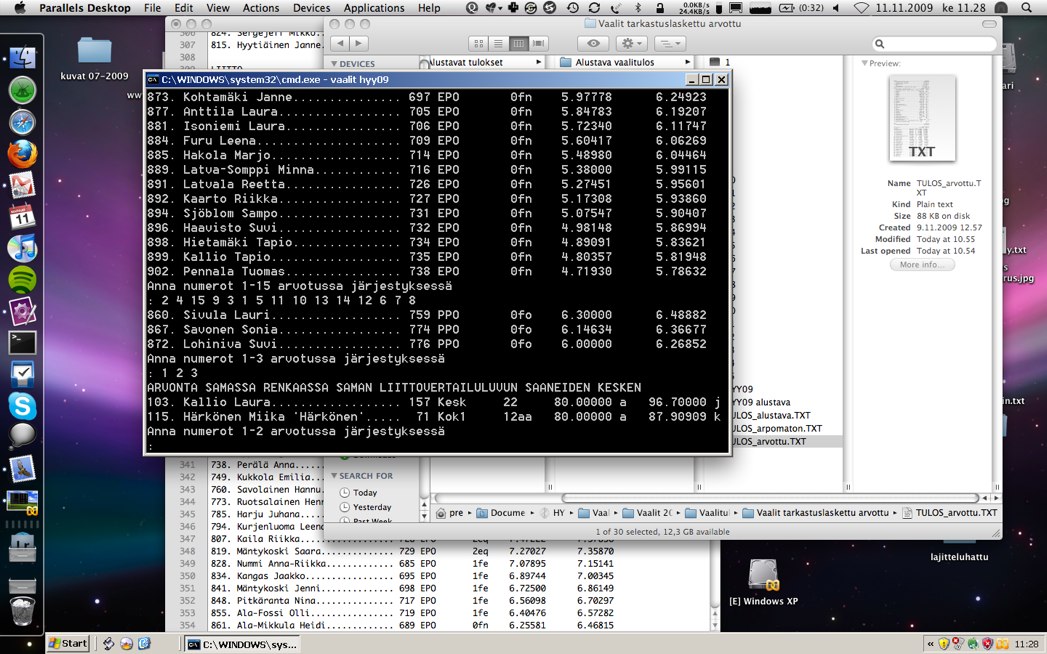 Parallels Desktop File Edit View Actions Devices Applications Help
0.0KB/s
24.4KB/s
(0:32)
11.11.2009 ke 11.28
kuvat 07-2009
306 824. Sergejeff Mikko
307 815. Hyytiäinen Janne.
308
Vaalit tarkastuslaskettu arvottu
DEVICES
alustavat tulokset
Alustava vaalitulos
1
Preview:
TXT
Name TULOS_arvottu.T
XT
Kind Plain text
Size 88 KB on disk
Created 9.11.2009 12.57
Modified Today at 10.55
Last opened Today at 10.54
More info...
C:\WINDOWS\system32\cmd.exe - vaalit hyy09
873. Kohtamäki Janne................ 697 EPO 0fn 5.97778 6.24923
877. Anttila Laura.................. 705 EPO 0fn 5.84783 6.19207
881. Isoniemi Laura................. 706 EPO 0fn 5.72340 6.11747
884. Furu Leena..................... 709 EPO 0fn 5.60417 6.06269
885. Hakola Marjo................... 714 EPO 0fn 5.48980 6.04464
889. Latva-Somppi Minna............. 716 EPO 0fn 5.38000 5.99115
891. Latvala Reetta................. 726 EPO 0fn 5.27451 5.95601
892. Kaarto Riikka.................. 727 EPO 0fn 5.17308 5.93860
894. Sjöblom Sampo.................. 731 EPO 0fn 5.07547 5.90407
896. Haavisto Suvi.................. 732 EPO 0fn 4.98148 5.86994
898. Hietamäki Tapio................ 734 EPO 0fn 4.89091 5.83621
899. Kallio Tapio................... 735 EPO 0fn 4.80357 5.81948
902. Pennala Tuomas................. 738 EPO 0fn 4.71930 5.78632
Anna numerot 1-15 arvotussa järjestyksessä
: 2 4 15 9 3 1 5 11 10 13 14 12 6 7 8
860. Sivula Lauri................... 759 PPO 0fo 6.30000 6.48882
867. Savonen Sonia.................. 774 PPO 0fo 6.14634 6.36677
872. Lohiniva Suvi.................. 776 PPO 0fo 6.00000 6.26852
Anna numerot 1-3 arvotussa järjestyksessä
: 1 2 3
ARVONTA SAMASSA RENKAASSA SAMAN LIITTOVERTAILULUVUN SAANEIDEN KESKEN
103. Kallio Laura................... 157 Kesk 22 80.00000 a 96.70000 j
115. Härkönen Miika 'Härkönen'..... 71 Kok1 12aa 80.00000 a 87.90909 k
Anna numerot 1-2 arvotussa järjestyksessä
:
YY09
YY09 alustava
ULOS_alustava.TXT
ULOS_arpomaton.TXT
ULOS_arvottu.TXT
SEARCH FOR
Today
Yesterday
Past Week
pre Docume HY Vaal Vaalit 2( Vaalitul Vaalit tarkastuslaskettu arvottu TULOS_arvottu.TXT
1 of 30 selected, 12,3 GB available
341 738. Perälä Anna...
342 749. Kukkola Emilia..
343 760. Savolainen Hannu
344 773. Ruotsalainen Henr
345 785. Harju Juhana...
346 794. Kurjenluoma Leena
347 807. Kaila Riikka...
348 819. Mäntykoski Saara.............. 729 EPO 2eq 7.27027 7.35870
349 828. Nummi Anna-Riikka............. 685 EPO 1fe 7.07895 7.15141
350 834. Kangas Jaakko................. 695 EPO 1fe 6.89744 7.00345
351 841. Mäntykoski Jenni.............. 698 EPO 1fe 6.72500 6.86149
352 848. Pitkäranta Nina............... 717 EPO 1fe 6.56098 6.70297
353 855. Ala-Fossi Olli................ 719 EPO 1fe 6.40476 6.57282
354 861. Ala-Mikkula Heidi............. 689 EPO 0fn 6.25581 6.46815
lajitteluhattu
[E] Windows XP
Start
C:\WINDOWS\sys...
11:28